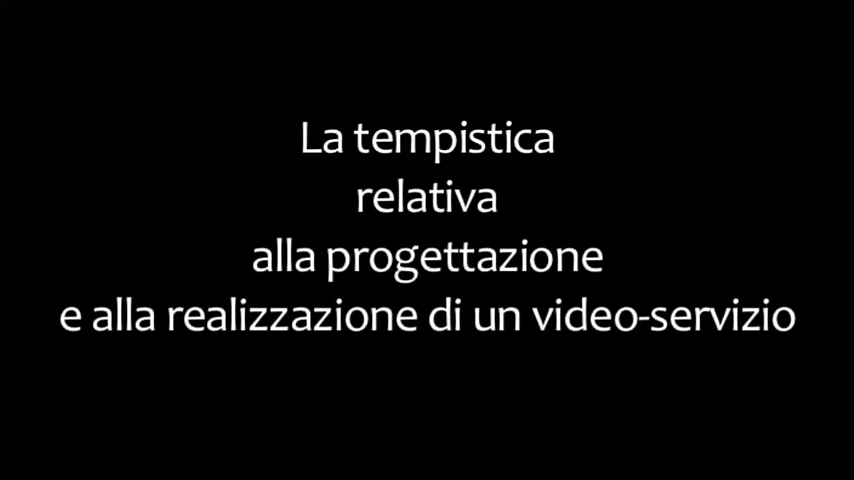 La tempistica
relativa
alla progettazione
e alla realizzazione di un video-servizio